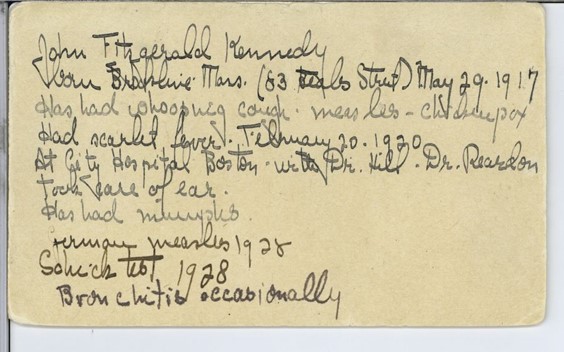 John Fitzgerald Kennedy
Born Brookline Mass. (83 Beals Street) May 29. 1917
Has had whooping cough. measles - chicken pox
Had scarlet fever. February 20. 1920
At City Hospital Boston. with Dr. Hill. Dr. Reardon
Took care of ear.
Has had mumps.
German measles 1928
Schick test 1928
Bronchitis occasionally